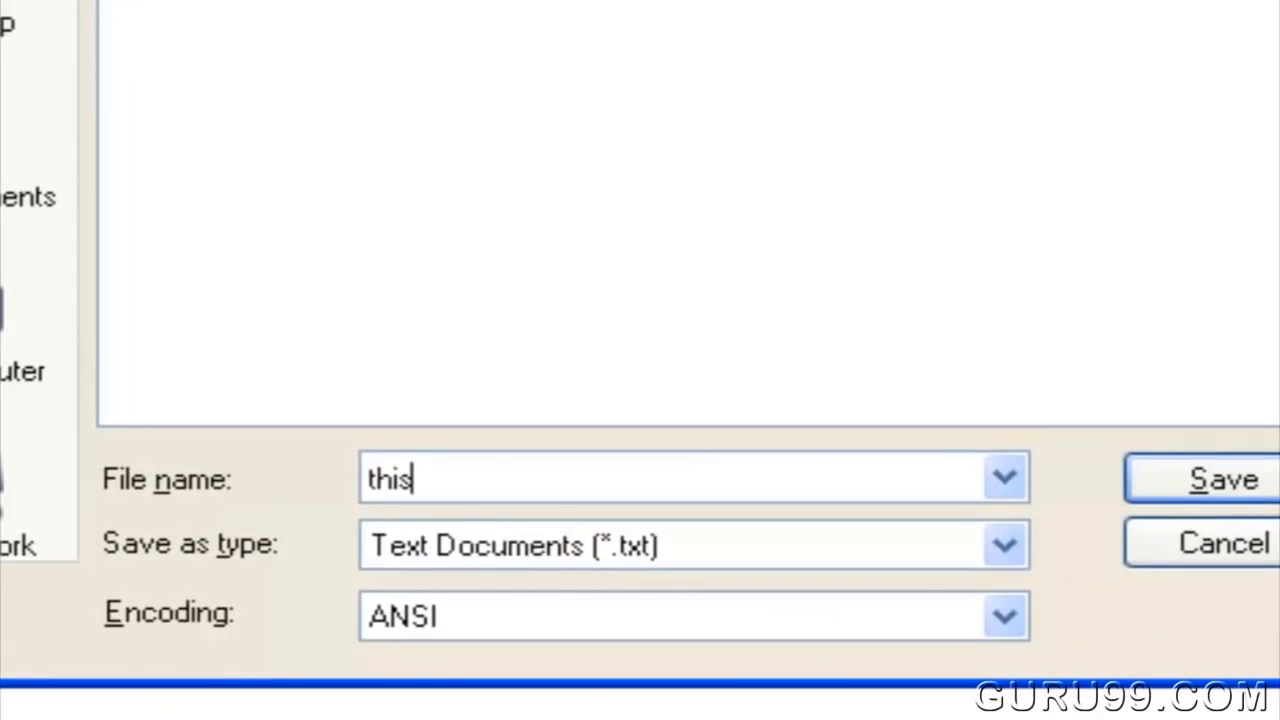 p
ents
uter
ork
File name:
this
Save
Save as type:
Text Documents (*.txt)
Cancel
Encoding:
ANSI
GURU99.COM